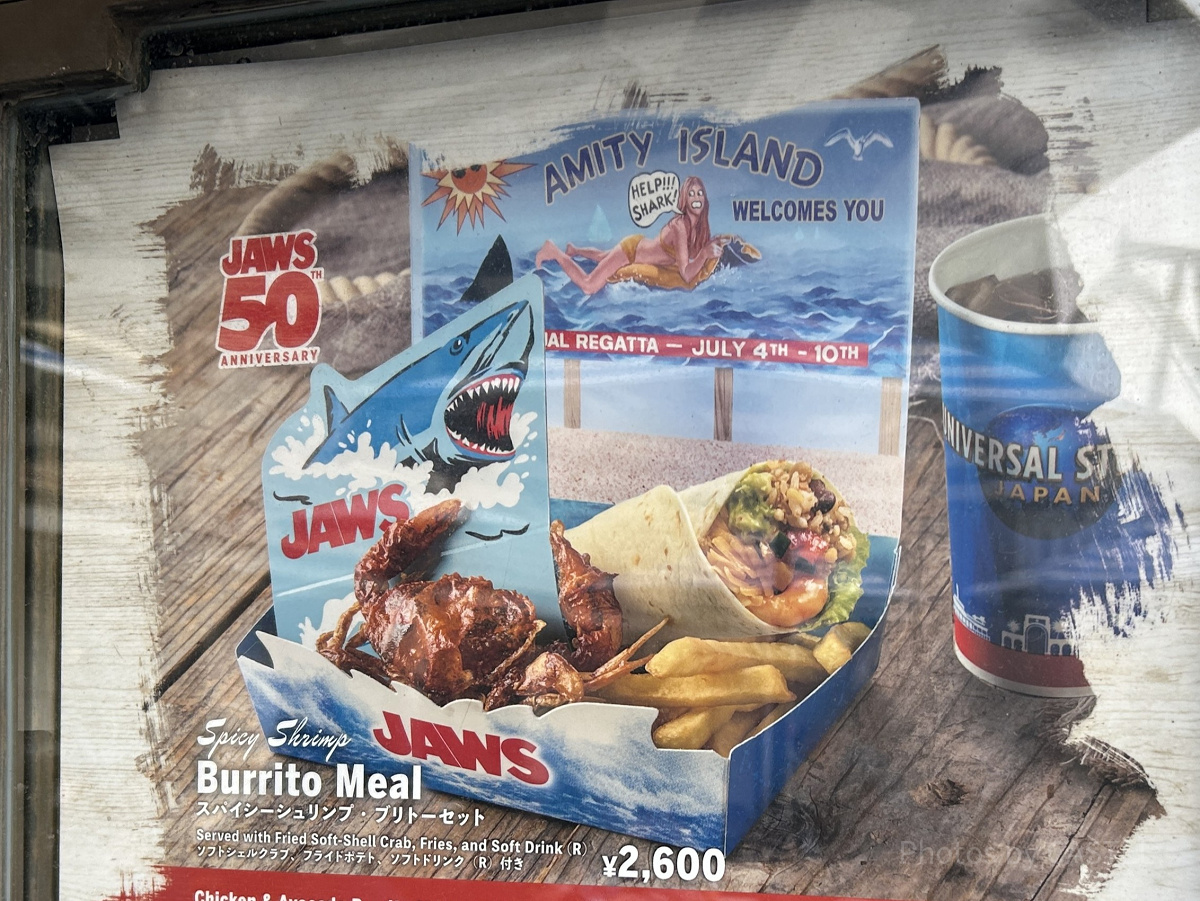 AMITY ISLAND
HELP!!!
SHARK!
WELCOMES YOU
JAWS
50TH
ANNIVERSARY
REGATTA — JULY 4TH - 10TH
JAWS
JAPAN
JAWS
Spicy Shrimp
Burrito Meal
スパイシーシュリンプ・ブリトーセット
Served with Fried Soft-Shell Crab, Fries, and Soft Drink (R)
ソフトシェルクラブ、フライドポテト、ソフトドリンク (R) 付き
¥2,600
Chicken &